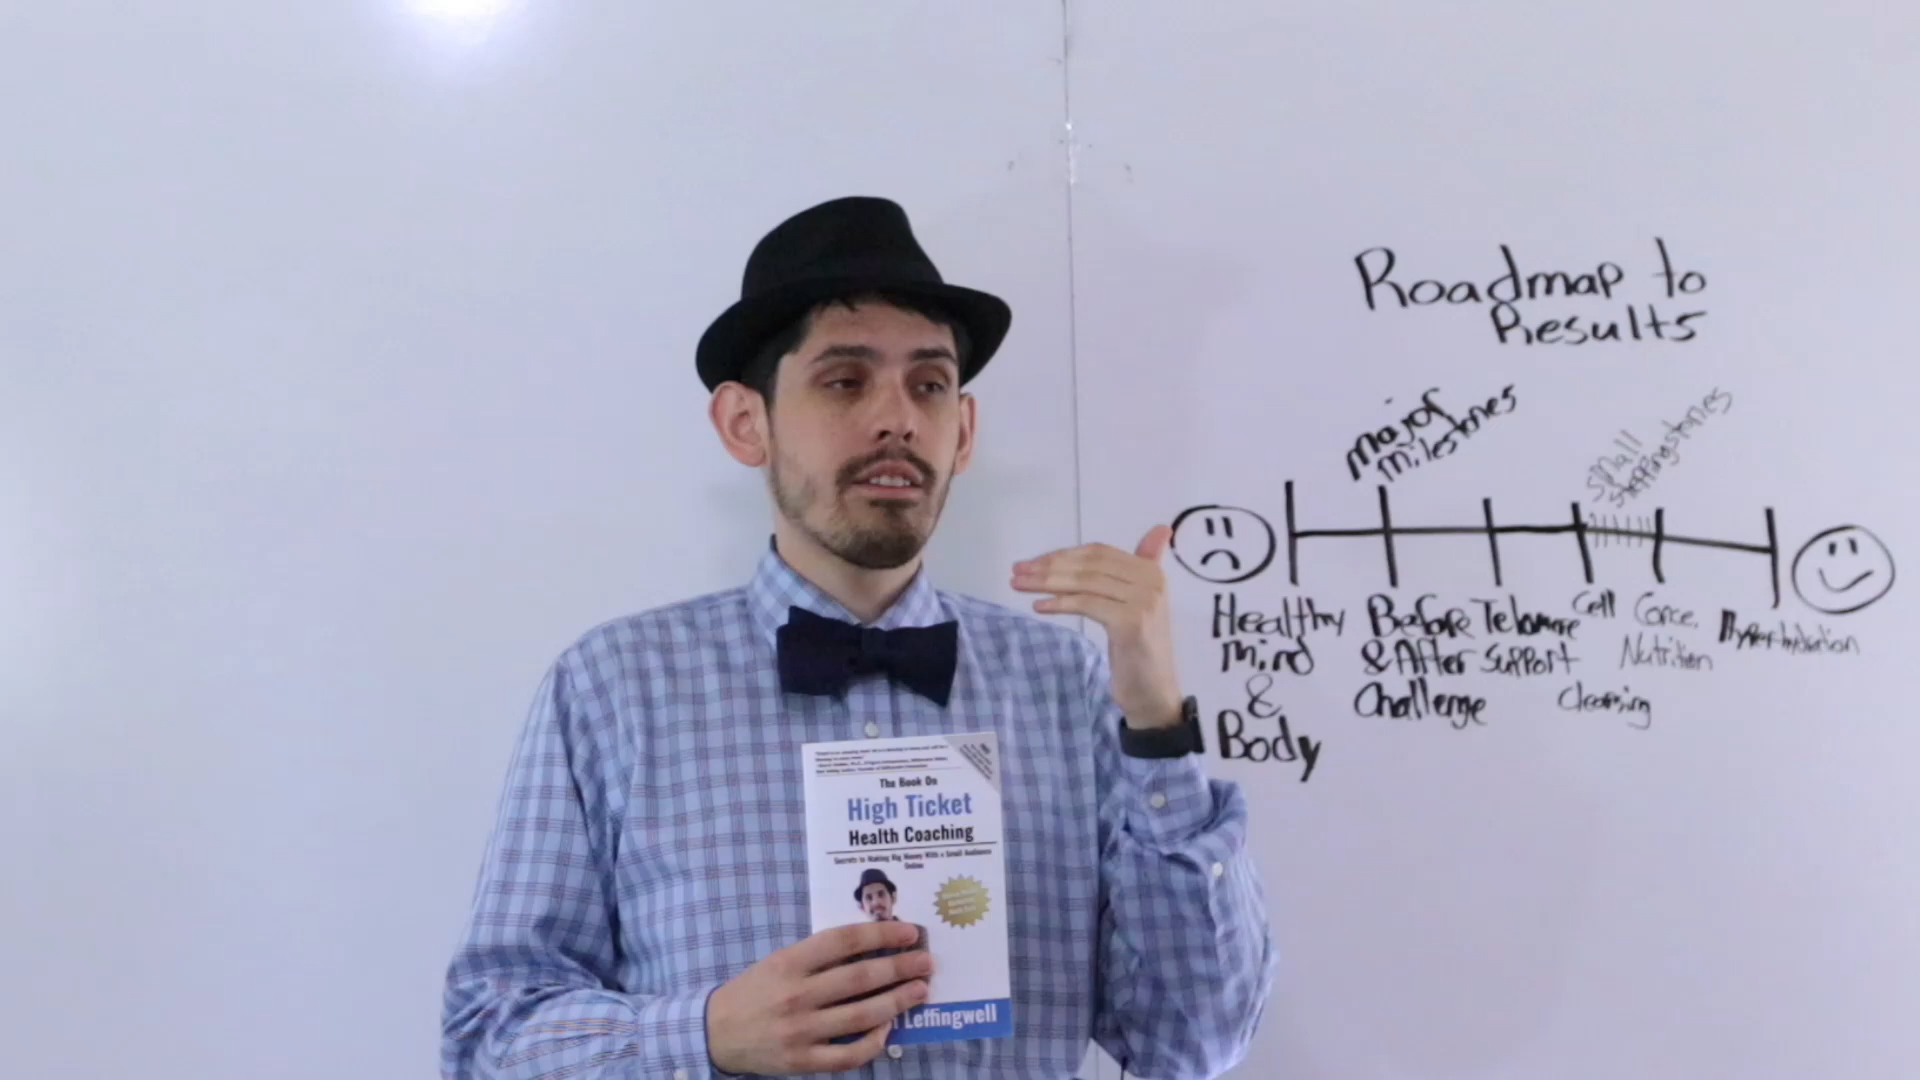 Roadmap to
Results
major
milestones
small
steppingstones
Healthy
Mind
&
Body
Before
& After
Challenge
Telomere
Support
Cell
Cleansing
Conce.
Nutrition
Hyperhydration
The Book On
High Ticket
Health Coaching
Secrets to Making Big Money With a Small Audience
Online
Leffingwell